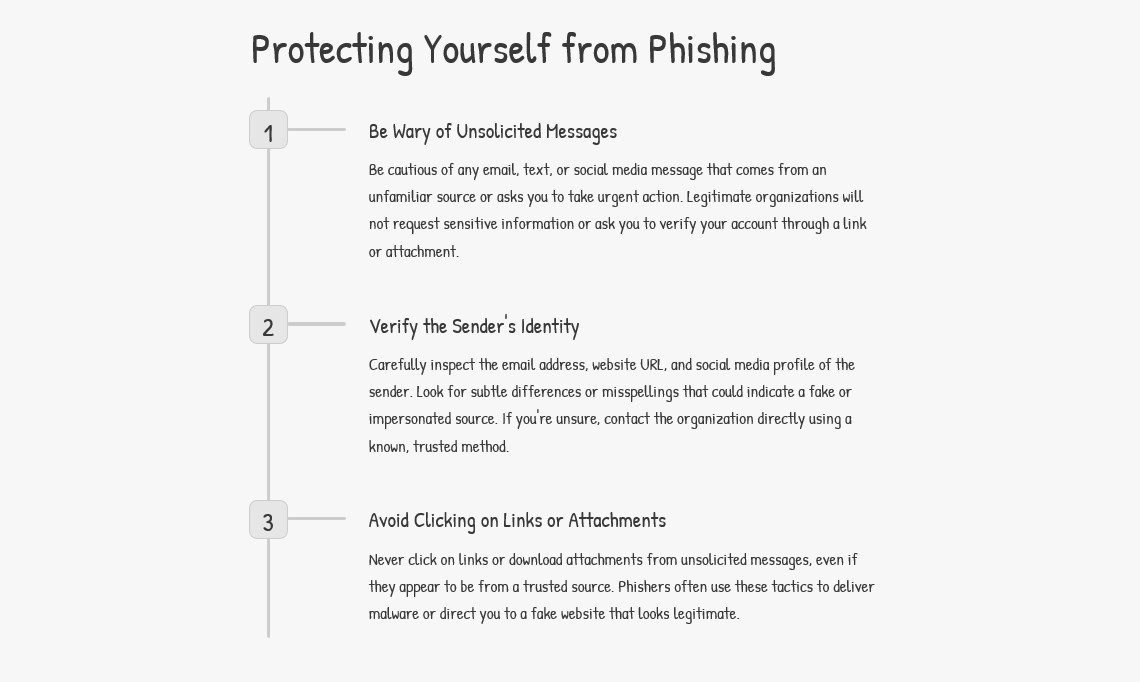 Protecting Yourself from Phishing
1
Be Wary of Unsolicited Messages
Be cautious of any email, text, or social media message that comes from an
unfamiliar source or asks you to take urgent action. Legitimate organizations will
not request sensitive information or ask you to verify your account through a link
or attachment.
2
Verify the Sender's Identity
Carefully inspect the email address, website URL, and social media profile of the
sender. Look for subtle differences or misspellings that could indicate a fake or
impersonated source. If you're unsure, contact the organization directly using a
known, trusted method.
3
Avoid Clicking on Links or Attachments
Never click on links or download attachments from unsolicited messages, even if
they appear to be from a trusted source. Phishers often use these tactics to deliver
malware or direct you to a fake website that looks legitimate.